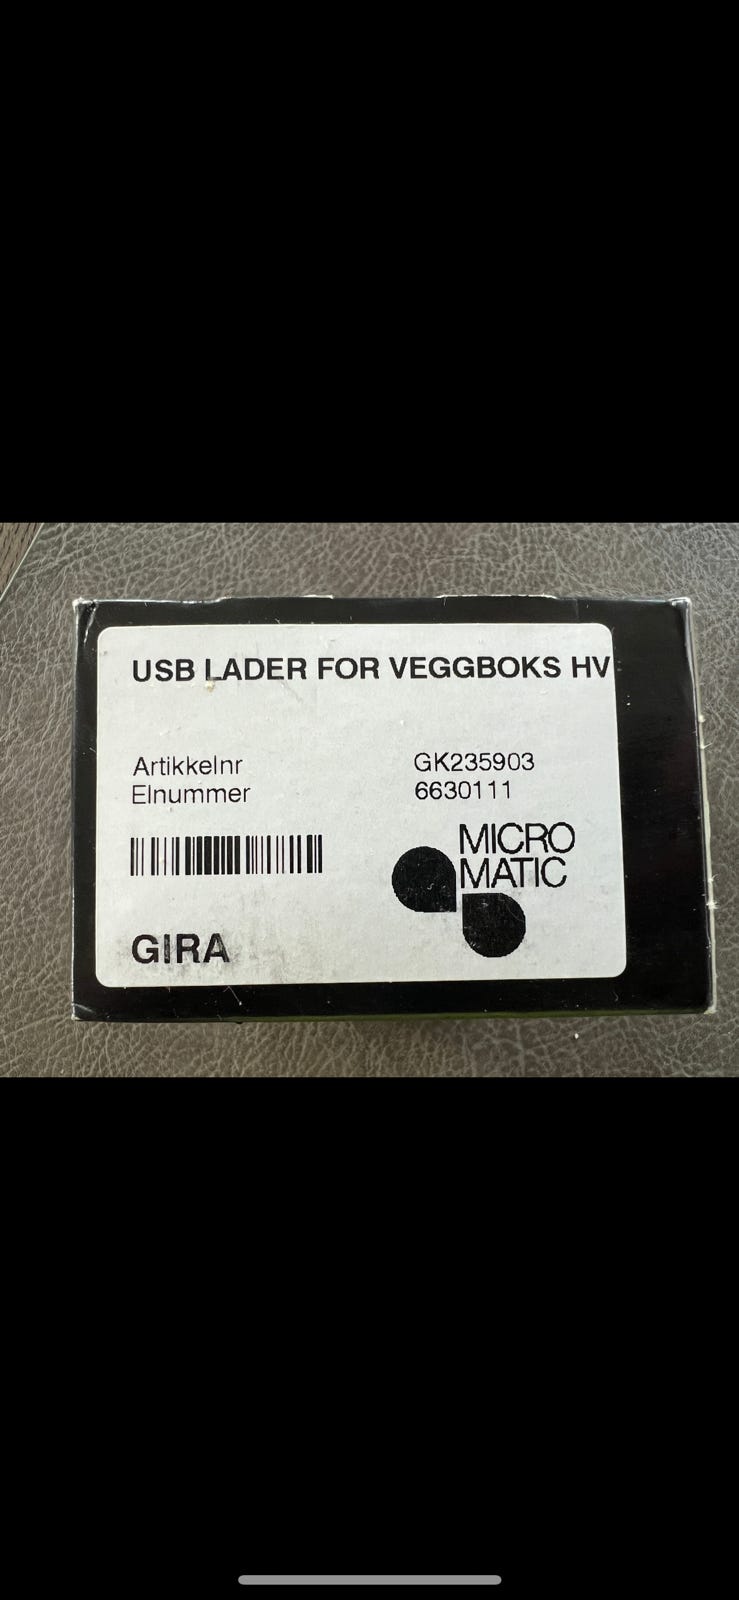 USB LADER FOR VEGGBOKS HV
Artikkelnr GK235903
Elnummer 6630111
MICRO
MATIC
GIRA